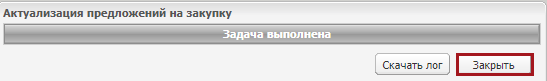 Актуализация предложений на закупку
Задача выполнена
Скачать лог Закрыть